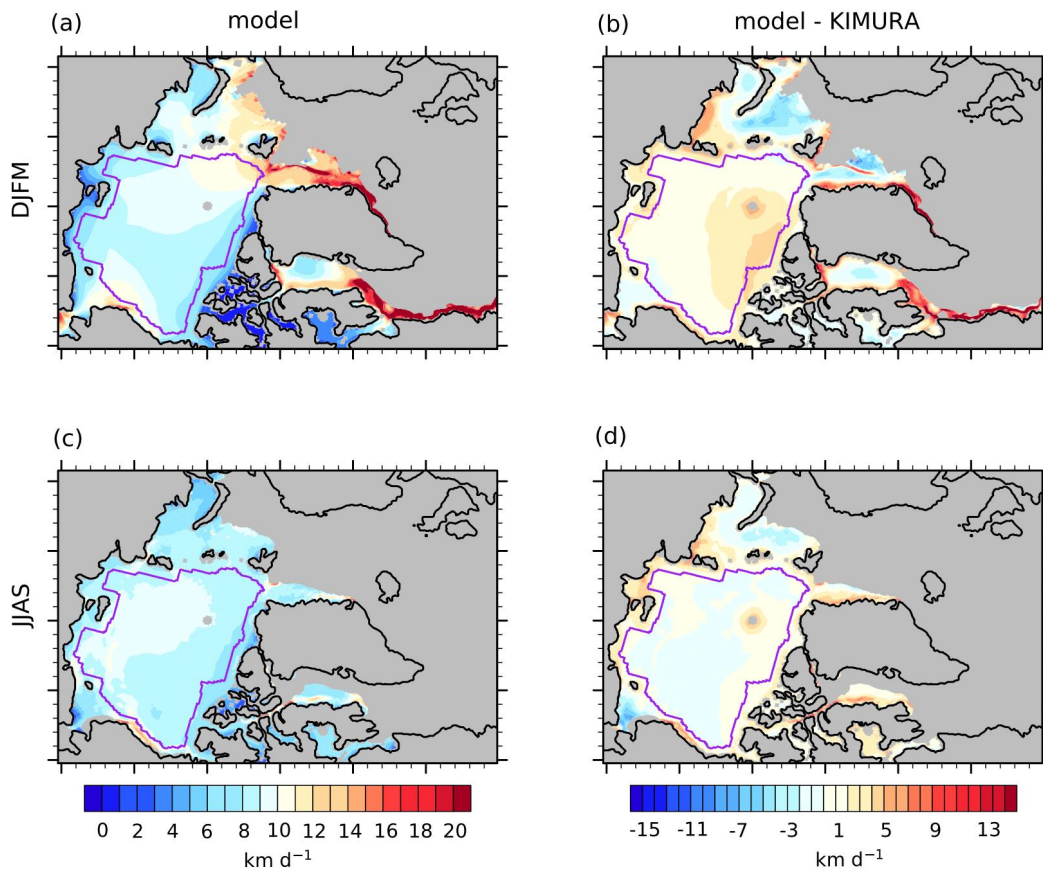 (a) model
(b) model - KIMURA
DJFM
(c)
(d)
JJAS
0 2 4 6 8 10 12 14 16 18 20
km d⁻¹
-15 -11 -7 -3 1 5 9 13
km d⁻¹